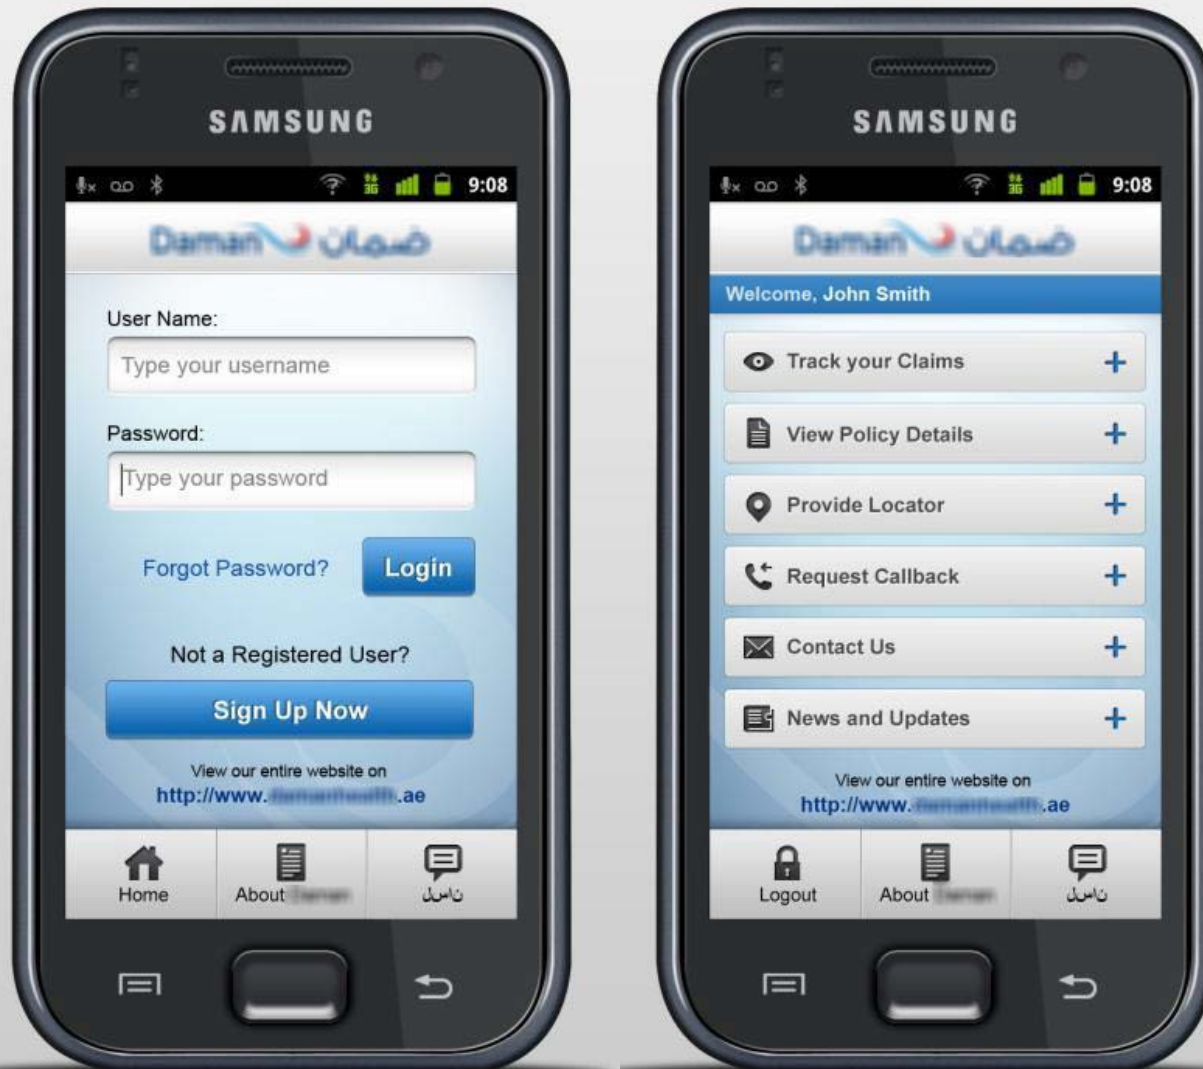 SAMSUNG
9:08
Daman ضمان
User Name:
Type your username
Password:
Type your password
Forgot Password?
Login
Not a Registered User?
Sign Up Now
View our entire website on
http://www. .ae
Home
About
لسان
SAMSUNG
9:08
Daman ضمان
Welcome, John Smith
Track your Claims
View Policy Details
Provide Locator
Request Callback
Contact Us
News and Updates
View our entire website on
http://www. .ae
Logout
About
لسان